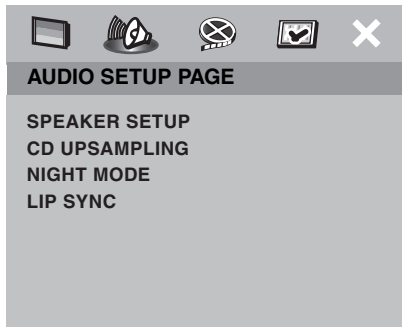 AUDIO SETUP PAGE
SPEAKER SETUP
CD UPSAMPLING
NIGHT MODE
LIP SYNC